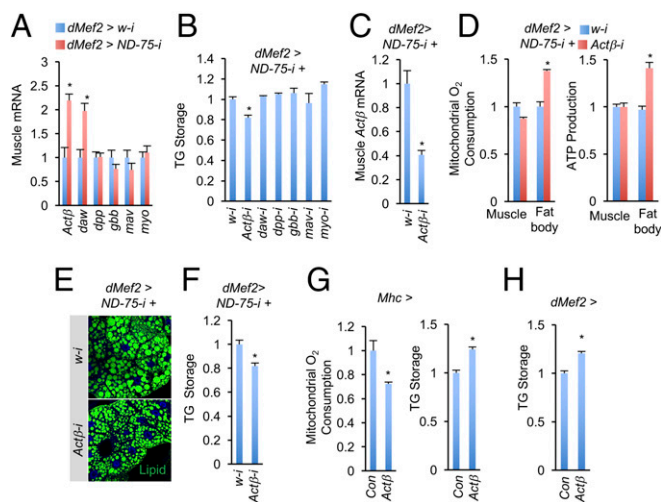 A
dMef2 > w-i
dMef2 > ND-75-i
Muscle mRNA
3
2.5
2
1.5
1
0.5
*
*
Actβ
daw
dpp
gbb
mav
myo
B
dMef2 >
ND-75-i +
TG Storage
1.2
1
0.8
0.6
0.4
0.2
0
*
w-i
Actβ-i
daw-i
dpp-i
gbb-i
mav-i
myo-i
C
dMef2>
ND-75-i +
Muscle Actβ mRNA
1.2
1
0.8
0.6
0.4
0.2
0
*
w-i
Actβ-i
D
dMef2 >
ND-75-i +
w-i
Actβ-i
Mitochondrial O2
Consumption
1.5
1
0.5
0
*
Muscle
Fat
body
ATP Production
1.5
1
0.5
0
*
Muscle
Fat
body
E
dMef2 >
ND-75-i +
w-i
Actβ-i
Lipid
F
dMef2>
ND-75-i +
TG Storage
1.2
1
0.8
0.6
0.4
0.2
0
*
w-i
Actβ-i
G
Mhc >
Mitochondrial O2
Consumption
1.2
1
0.8
0.6
0.4
0.2
0
*
Con
Actβ
TG Storage
1.5
1
0.5
0
*
Con
Actβ
H
dMef2 >
TG Storage
1.5
1
0.5
0
*
Con
Actβ